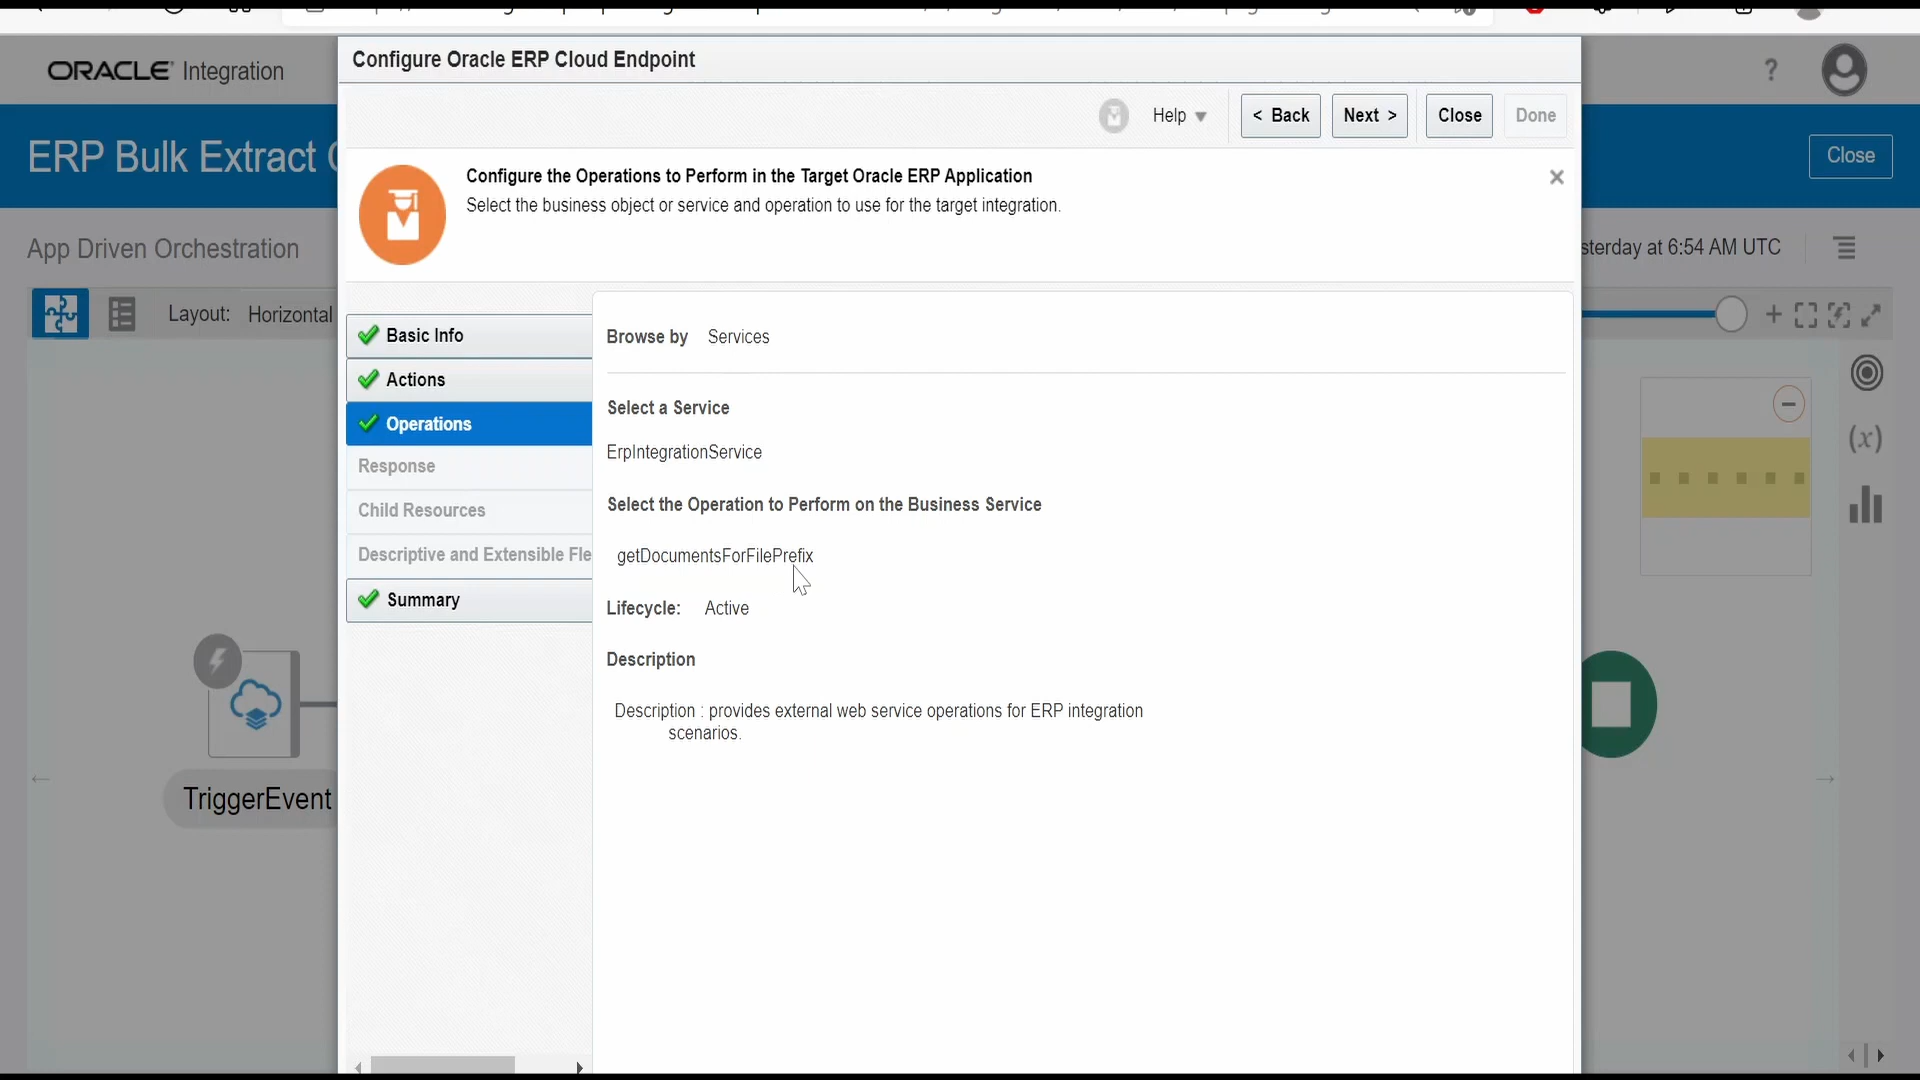 Configure Oracle ERP Cloud Endpoint
ORACLE Integration
?
Help
< Back
Next >
Close
Done
ERP Bulk Extract
Close
Configure the Operations to Perform in the Target Oracle ERP Application
Select the business object or service and operation to use for the target integration.
App Driven Orchestration
sterday at 6:54 AM UTC
Layout: Horizontal
Basic Info
Actions
Operations
Response
Child Resources
Descriptive and Extensible Fle
Summary
Browse by Services
Select a Service
ErpIntegrationService
Select the Operation to Perform on the Business Service
getDocumentsForFilePrefix
Lifecycle: Active
Description
Description : provides external web service operations for ERP integration
scenarios.
(x)
TriggerEvent